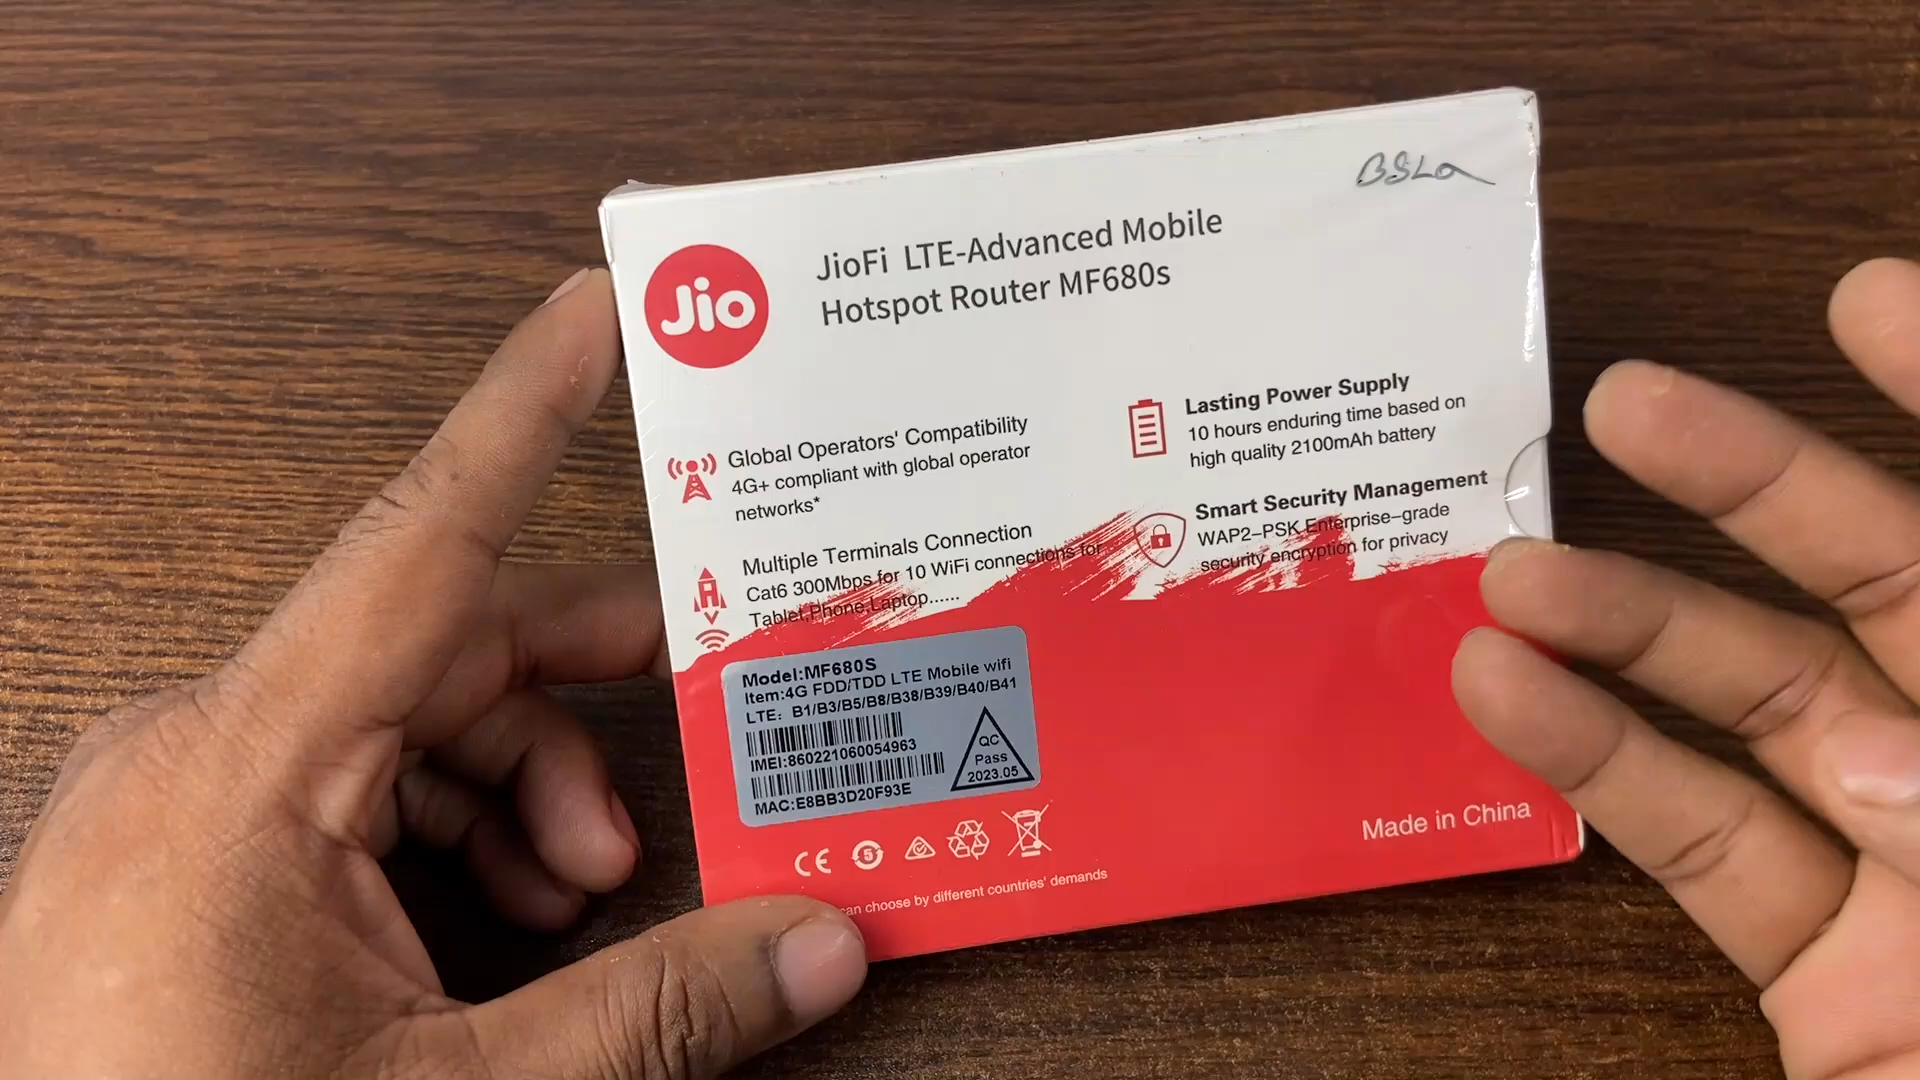 BSLa
Jio
JioFi LTE-Advanced Mobile
Hotspot Router MF680s
Global Operators' Compatibility
4G+ compliant with global operator
networks*
Multiple Terminals Connection
Cat6 300Mbps for 10 WiFi connections for
Tablet,Phone,Laptop......
Lasting Power Supply
10 hours enduring time based on
high quality 2100mAh battery
Smart Security Management
WAP2-PSK Enterprise-grade
security encryption for privacy
Model:MF680S
Item:4G FDD/TDD LTE Mobile wifi
LTE: B1/B3/B5/B8/B38/B39/B40/B41
IMEI:860221060054963
MAC:E8BB3D20F93E
QC
Pass
2023.05
CE
5
can choose by different countries' demands
Made in China